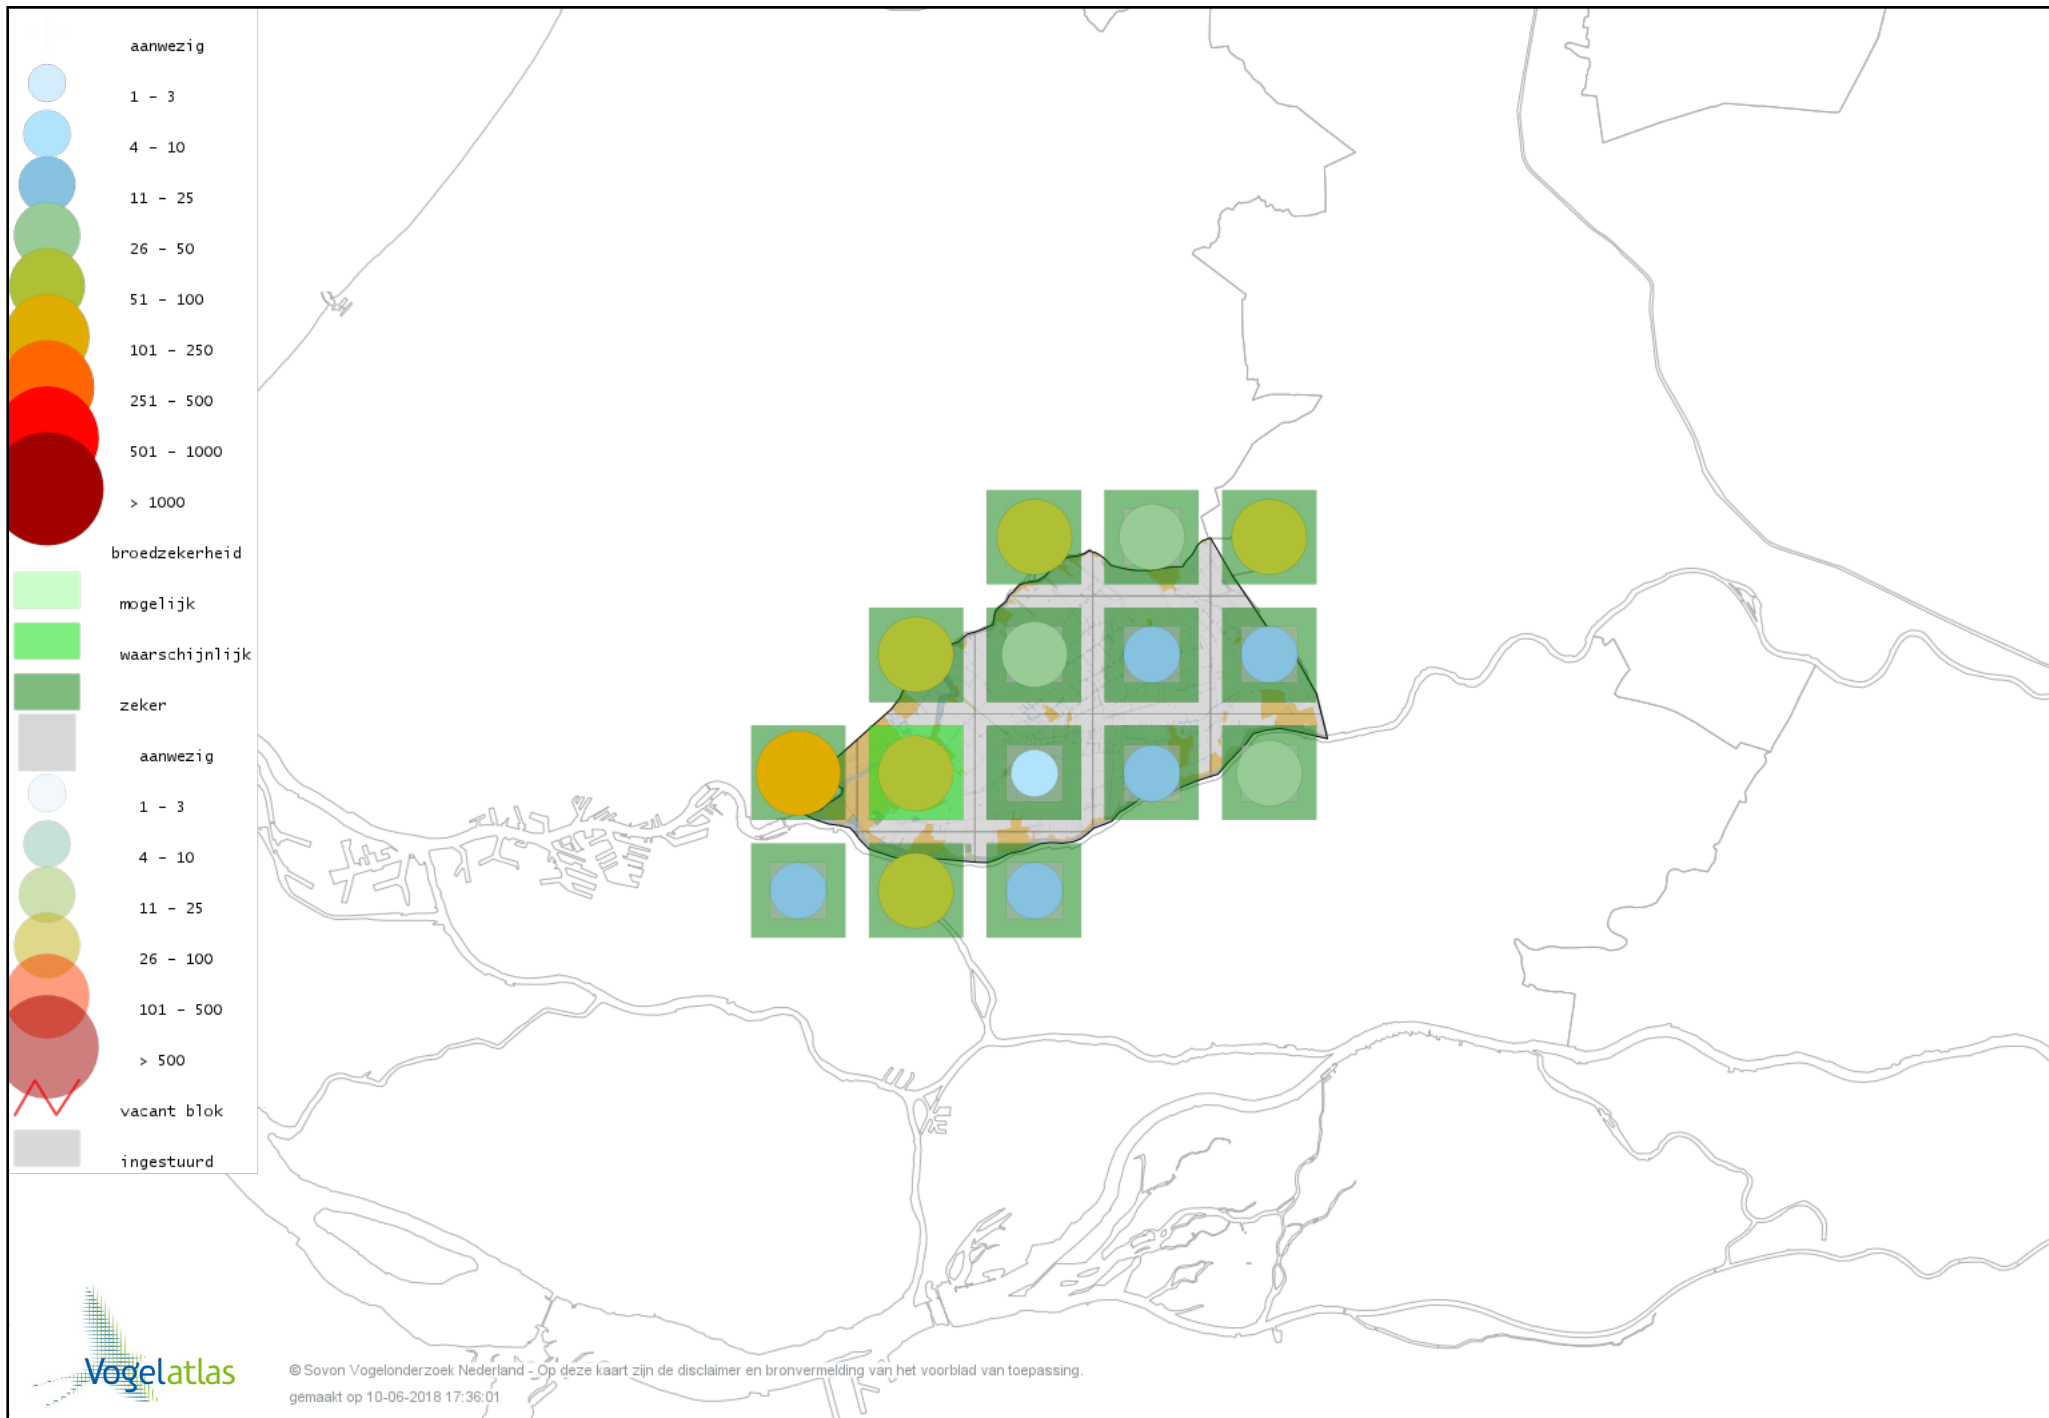 aanwezig
1 - 3
4 - 10
11 - 25
26 - 50
51 - 100
101 - 250
251 - 500
501 - 1000
> 1000
broedzekerheid
mogelijk
waarschijnlijk
zeker
aanwezig
1 - 3
4 - 10
11 - 25
26 - 100
101 - 500
> 500
vacant blok
ingestuurd
Vogelatlas
© Sovon Vogelonderzoek Nederland - Op deze kaart zijn de disclaimer en bronvermelding van het voorblad van toepassing.
gemaakt op 10-06-2018 17:36:01